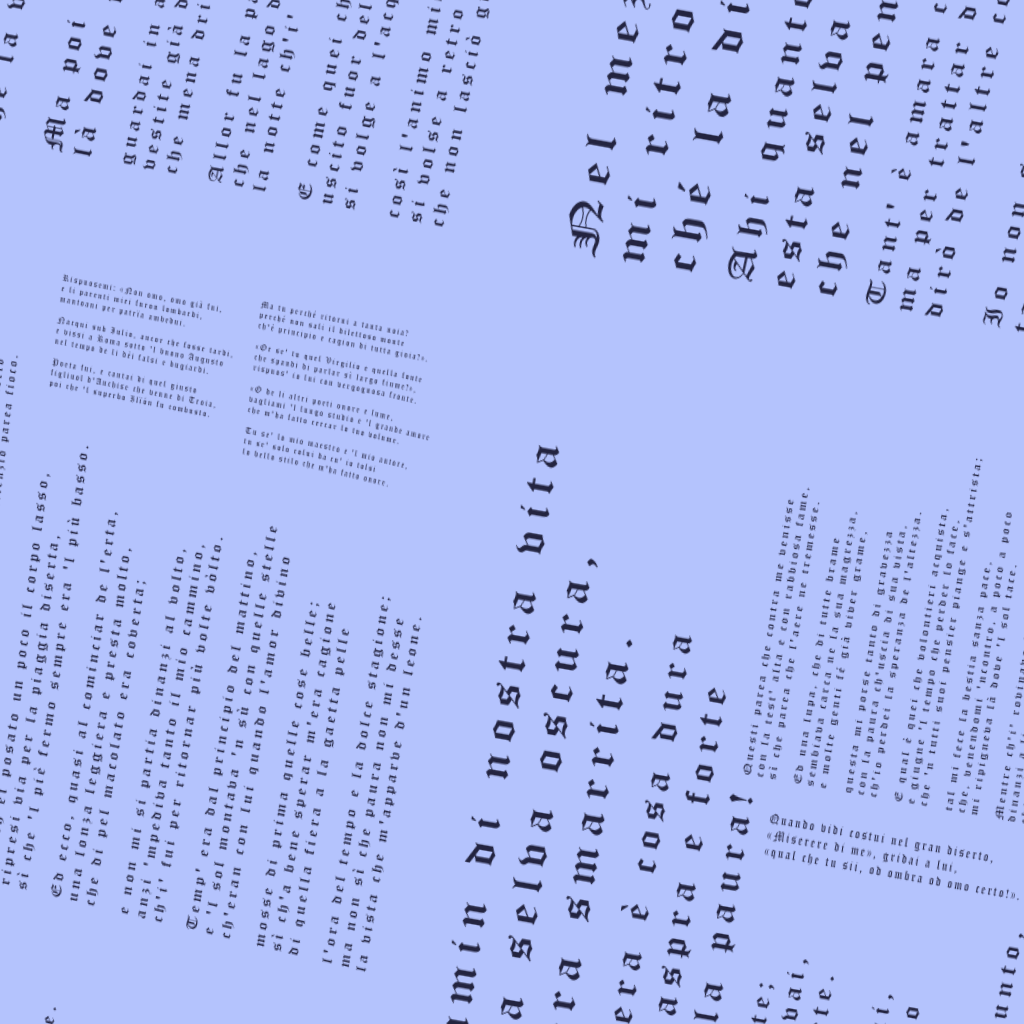 Ma poi
là dove
guardai in a
vestite già d
che mena dri
Allor fu la pa
che nel lago d
la notte ch'i'
E come quei ch
uscito fuor del
si volge a l'acq
così l'animo mi
si volse a retro
che non lasciò g
Nel me
mi ritro
ché la di
Ahi quanto
esta selva
che nel pen
Tant' è amara
ma per trattar
dirò de l'altre
Io non
Rispuosemi: «Non omo, omo già fui,
e li parenti miei furon lombardi,
mantoani per patrïa ambedui.
Nacqui sub Iulio, ancor che fosse tardi,
e vissi a Roma sotto 'l buono Augusto
nel tempo de li dèi falsi e bugiardi.
Poeta fui, e cantai di quel giusto
figliuol d'Anchise che venne di Troia,
poi che 'l superbo Ilïón fu combusto.
Ma tu perché ritorni a tanta noia?
perché non sali il dilettoso monte
ch'è principio e cagion di tutta gioia?».
«Or se' tu quel Virgilio e quella fonte
che spandi di parlar sì largo fiume?»,
rispuos' io lui con vergognosa fronte.
«O de li altri poeti onore e lume,
vagliami 'l lungo studio e 'l grande amore
che m'ha fatto cercar lo tuo volume.
Tu se' lo mio maestro e 'l mio autore,
tu se' solo colui da cu' io tolsi
lo bello stilo che m'ha fatto onore.
parea fioco.
posato un poco il corpo lasso,
ripresi via per la piaggia diserta,
sì che 'l piè fermo sempre era 'l più basso.
Ed ecco, quasi al cominciar de l'erta,
una lonza leggiera e presta molto,
che di pel macolato era coverta;
e non mi si partia dinanzi al volto,
anzi 'mpediva tanto il mio cammino,
ch'i' fui per ritornar più volte vòlto.
Temp' era dal principio del mattino,
e 'l sol montava 'n sù con quelle stelle
ch'eran con lui quando l'amor divino
mosse di prima quelle cose belle;
sì ch'a bene sperar m'era cagione
di quella fiera a la gaetta pelle
l'ora del tempo e la dolce stagione;
ma non sì che paura non mi desse
la vista che m'apparve d'un leone.
ammin di nostra vita
a selva oscura,
ra smarrita.
era è cosa dura
aspra e forte
la paura!
Questi parea che contra me venisse
con la test' alta e con rabbiosa fame,
sì che parea che l'aere ne tremesse.
Ed una lupa, che di tutte brame
sembiava carca ne la sua magrezza,
e molte genti fé già viver grame,
questa mi porse tanto di gravezza
con la paura ch'uscia di sua vista,
ch'io perdei la speranza de l'altezza.
E qual è quei che volontieri acquista,
e giugne 'l tempo che perder lo face,
che 'n tutti suoi pensier piange e s'attrista;
tal mi fece la bestia sanza pace,
che, venendomi 'ncontro, a poco a poco
mi ripigneva là dove 'l sol tace.
Mentre ch'i' rovinava
Quando vidi costui nel gran diserto,
«Miserere di me», gridai a lui,
«qual che tu sii, od ombra od omo certo!».